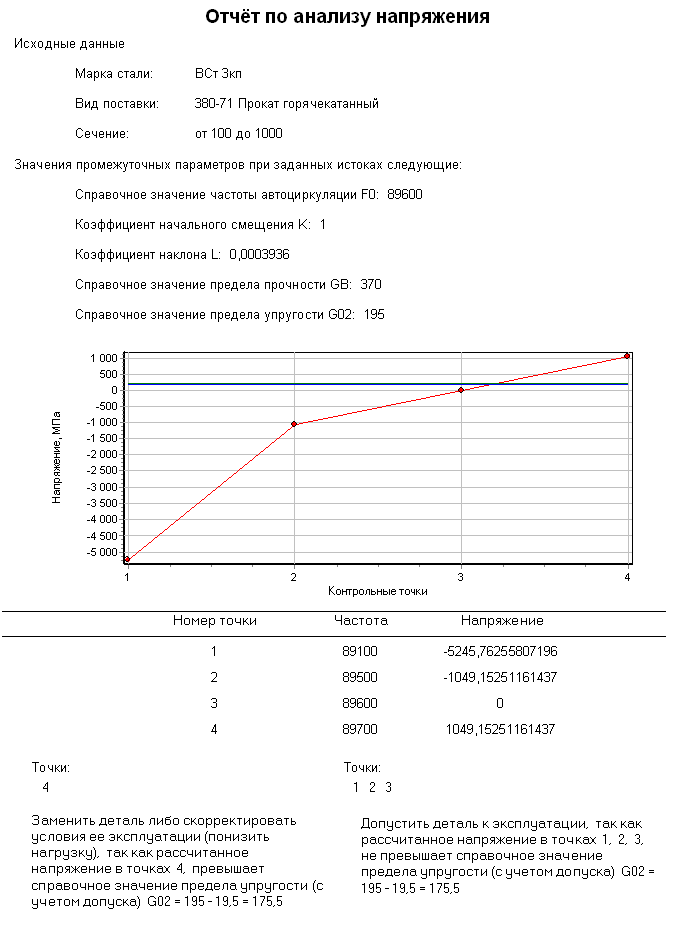 Отчёт по анализу напряжения
Исходные данные
Марка стали: ВСт 3кп
Вид поставки: 380-71 Прокат горячекатанный
Сечение: от 100 до 1000
Значения промежуточных параметров при заданных истоках следующие:
Справочное значение частоты автоциркуляции F0: 89600
Коэффициент начального смещения K: 1
Коэффициент наклона L: 0,0003936
Справочное значение предела прочности GB: 370
Справочное значение предела упругости G02: 195
1 000
500
0
-500
-1 000
-1 500
-2 000
-2 500
-3 000
-3 500
-4 000
-4 500
-5 000
Напряжение, МПа
1 2 3 4
Контрольные точки
Номер точки Частота Напряжение
1 89100 -5245,76255807196
2 89500 -1049,15251161437
3 89600 0
4 89700 1049,15251161437
Точки:
4
Заменить деталь либо скорректировать
условия ее эксплуатации (понизить
нагрузку), так как рассчитанное
напряжение в точках 4, превышает
справочное значение предела упругости (с
учетом допуска) G02 = 195 - 19,5 = 175,5
Точки:
1 2 3
Допустить деталь к эксплуатации, так как
рассчитанное напряжение в точках 1, 2, 3,
не превышает справочное значение
предела упругости (с учетом допуска) G02 =
195 - 19,5 = 175,5